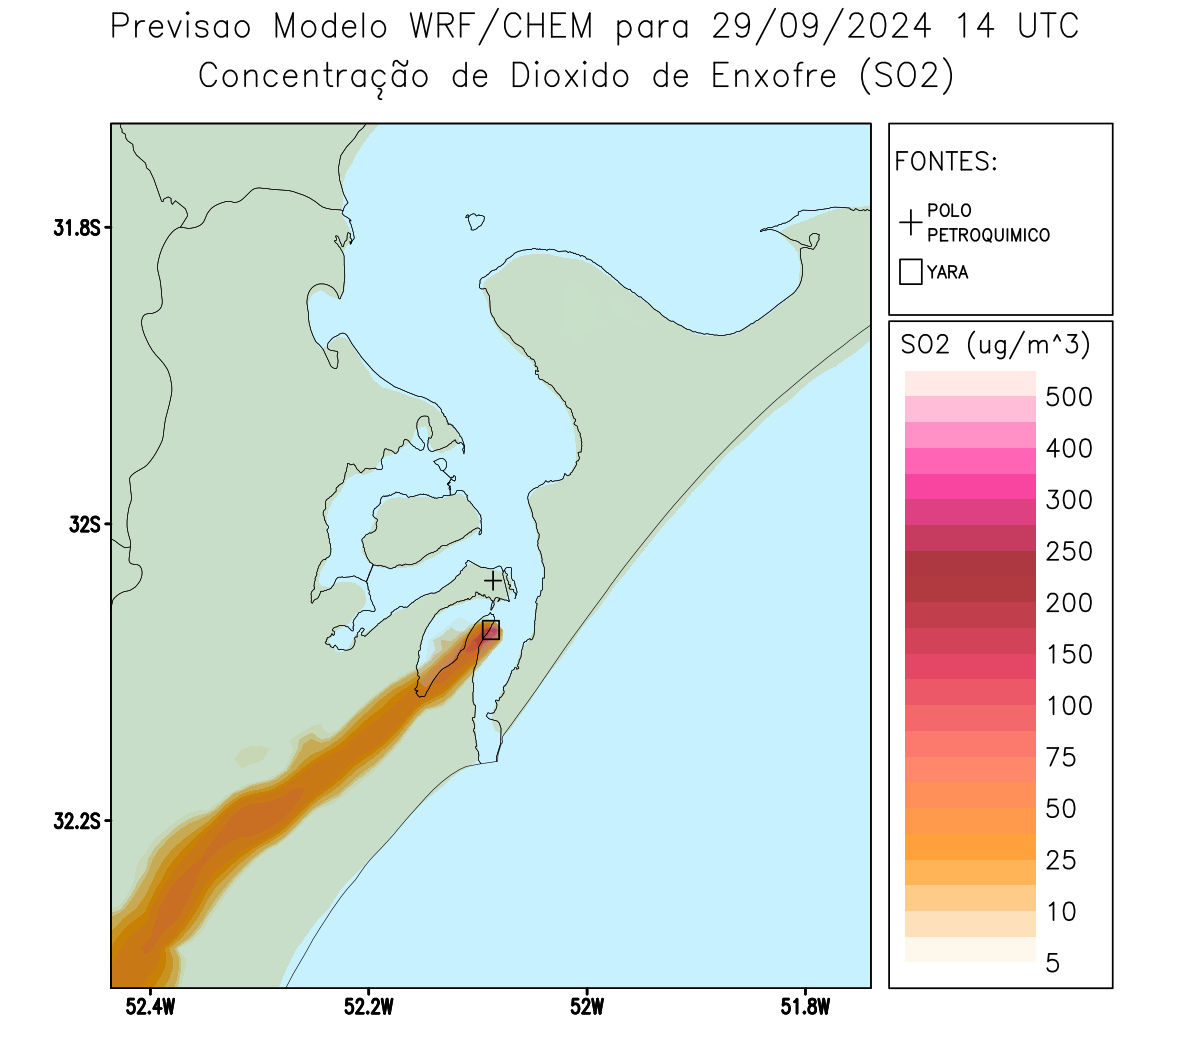 Previsao Modelo WRF/CHEM para 29/09/2024 14 UTC
Concentração de Dioxido de Enxofre (SO2)
FONTES:
POLO
PETROQUIMICO
YARA
SO2 (ug/m^3)
500
400
300
250
200
150
100
75
50
25
10
5
31.8S
32S
32.2S
52.4W
52.2W
52W
51.8W